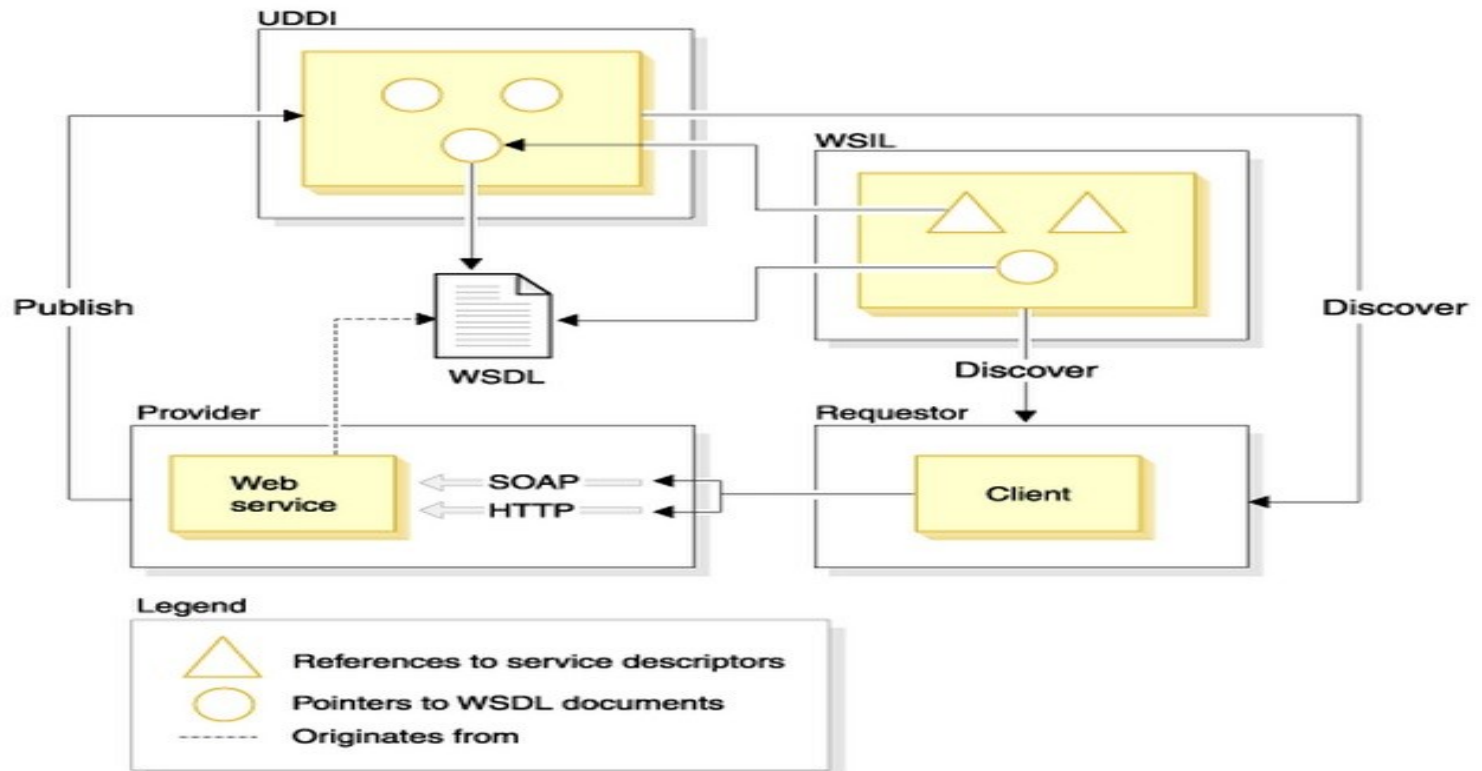 UDDI
WSIL
Publish
Discover
WSDL
Discover
Provider
Requestor
Web
service
SOAP
HTTP
Client
Legend
References to service descriptors
Pointers to WSDL documents
Originates from